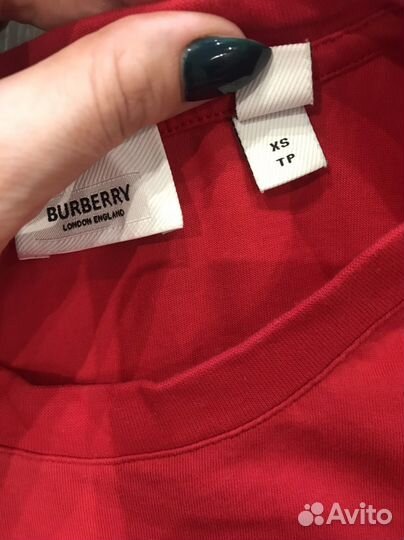 XS
TP
BURBERRY
LONDON ENGLAND
Avito